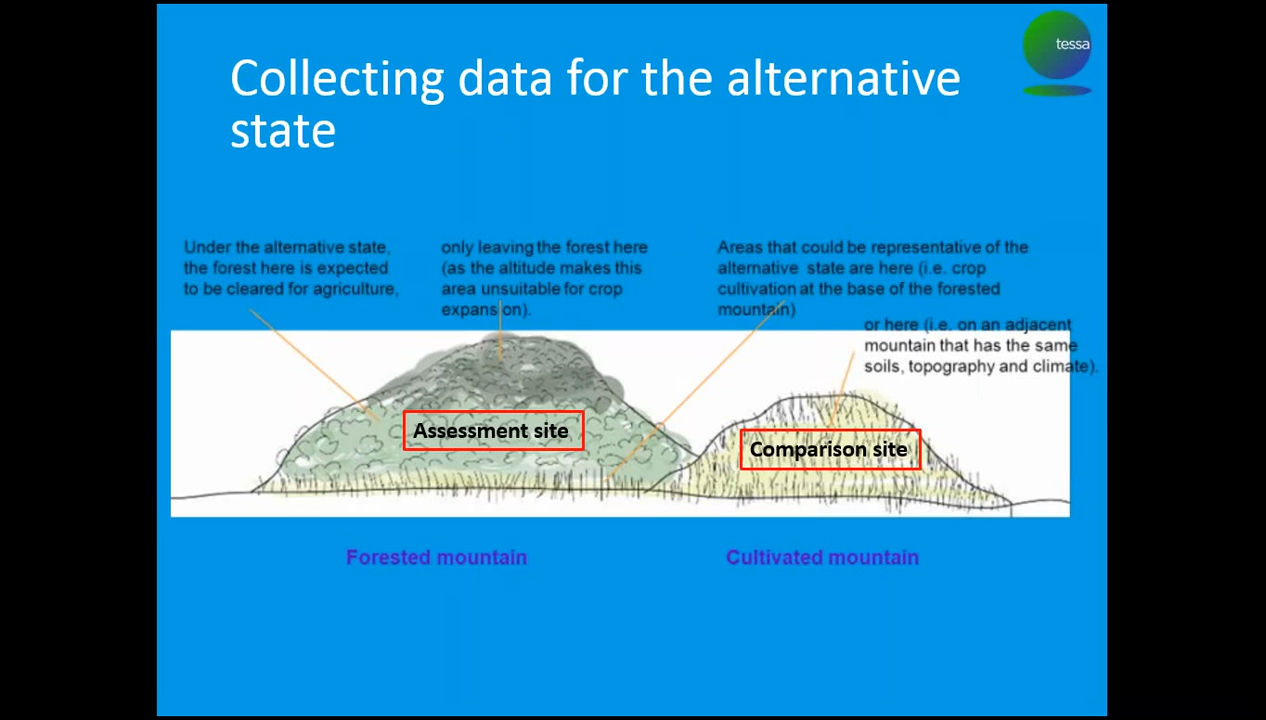 tessa
Collecting data for the alternative
state
Under the alternative state,
the forest here is expected
to be cleared for agriculture,
only leaving the forest here
(as the altitude makes this
area unsuitable for crop
expansion).
Areas that could be representative of the
alternative state are here (i.e. crop
cultivation at the base of the forested
mountain)
or here (i.e. on an adjacent
mountain that has the same
soils, topography and climate).
Assessment site
Comparison site
Forested mountain
Cultivated mountain